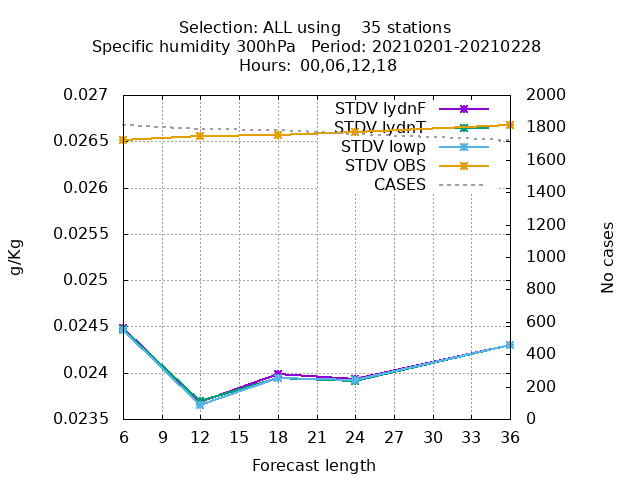 Selection: ALL using    35 stations
Specific humidity 300hPa   Period: 20210201-20210228
Hours:  00,06,12,18
0.027
0.0265
0.026
0.0255
0.025
0.0245
0.024
0.0235
g/Kg
STDV lydnF
STDV lydnT
STDV lowp
STDV OBS
CASES
2000
1800
1600
1400
1200
1000
800
600
400
200
0
No cases
6 9 12 15 18 21 24 27 30 33 36
Forecast length